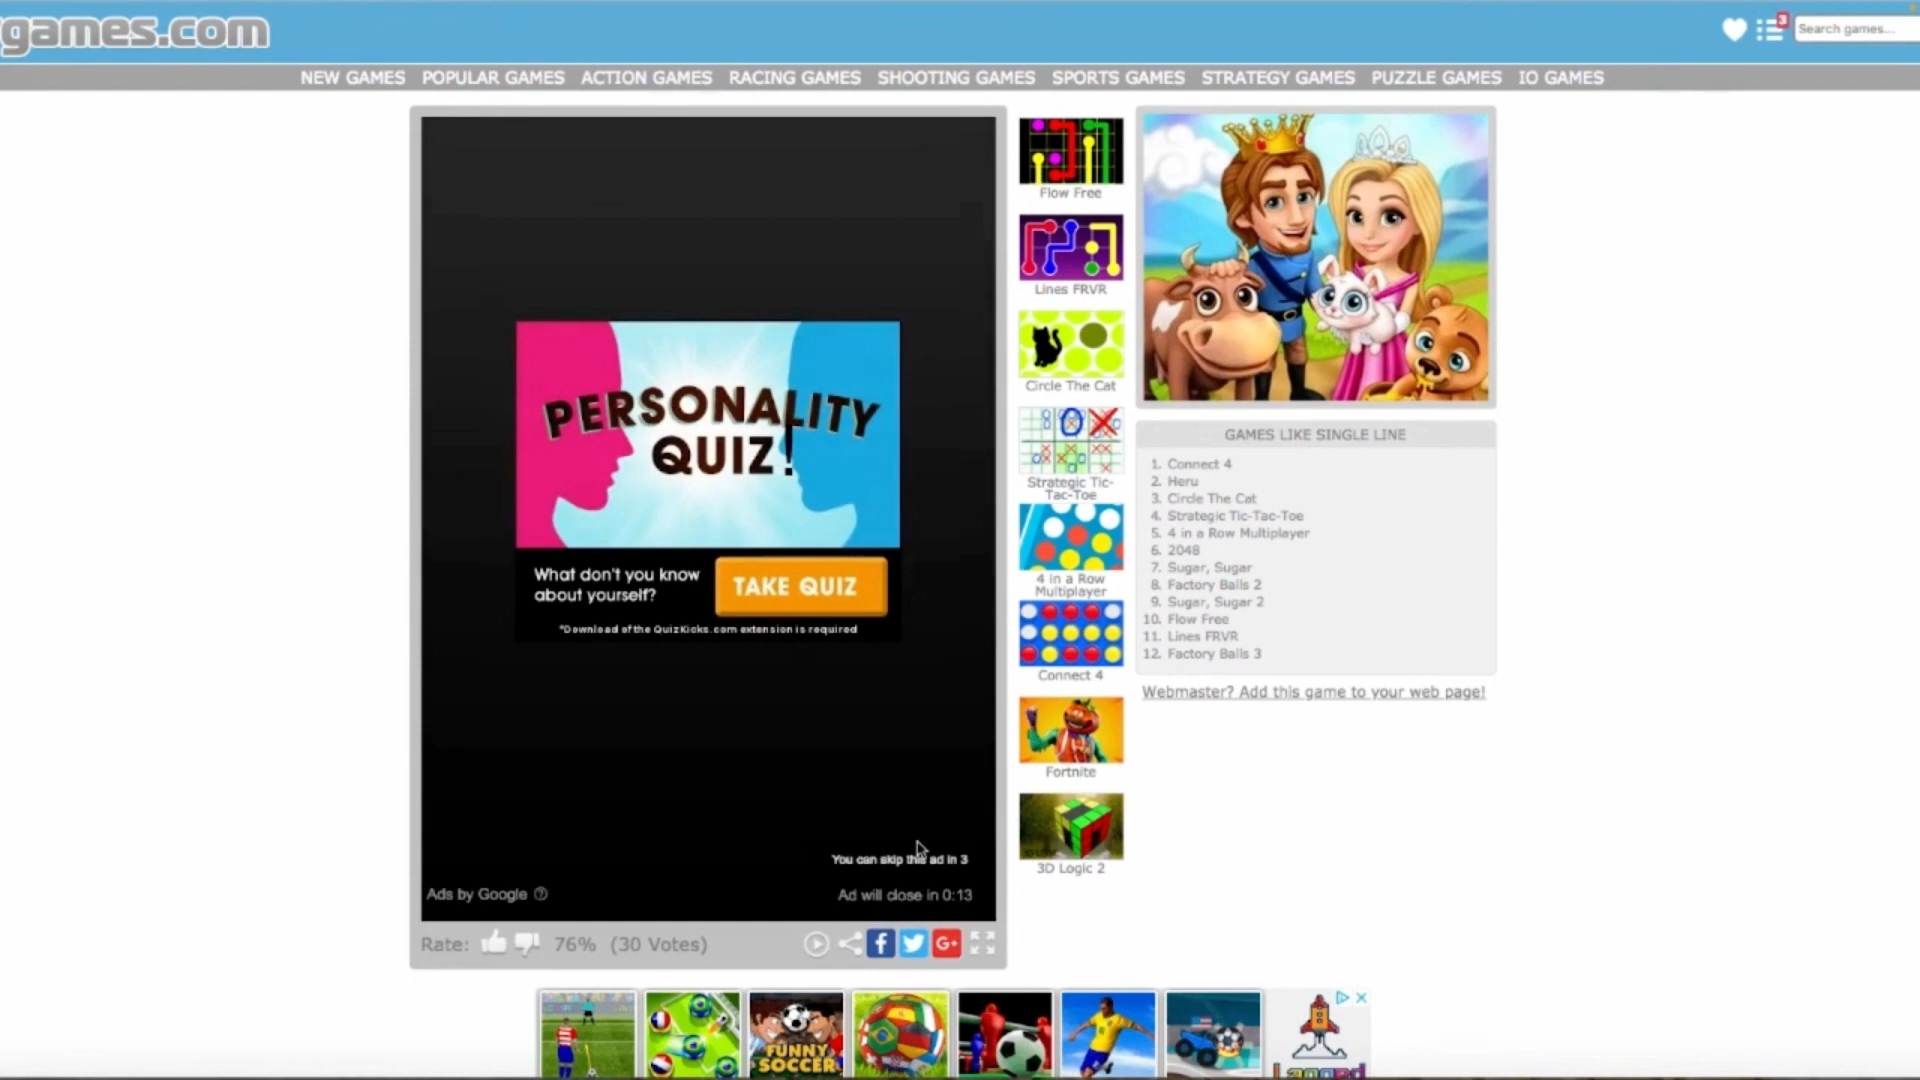 games.com
3
Search games...
NEW GAMES POPULAR GAMES ACTION GAMES RACING GAMES SHOOTING GAMES SPORTS GAMES STRATEGY GAMES PUZZLE GAMES IO GAMES
PERSONALITY
QUIZ!
What don't you know
about yourself?
TAKE QUIZ
*Download of the QuizKicks.com extension is required
You can skip this ad in 3
Ads by Google
Ad will close in 0:13
Rate:
76% (30 Votes)
f
G+
Flow Free
Lines FRVR
Circle The Cat
Strategic Tic-
Tac-Toe
4 in a Row
Multiplayer
Connect 4
Fortnite
3D Logic 2
GAMES LIKE SINGLE LINE
1. Connect 4
2. Heru
3. Circle The Cat
4. Strategic Tic-Tac-Toe
5. 4 in a Row Multiplayer
6. 2048
7. Sugar, Sugar
8. Factory Balls 2
9. Sugar, Sugar 2
10. Flow Free
11. Lines FRVR
12. Factory Balls 3
Webmaster? Add this game to your web page!
FUNNY
SOCCER
Lagged